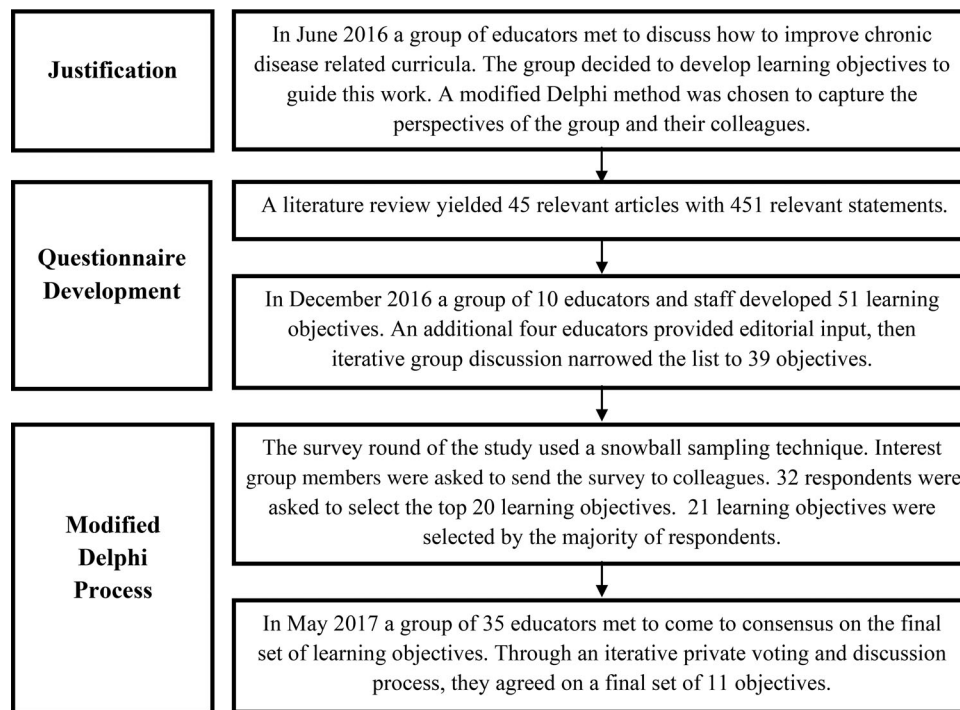 Justification
In June 2016 a group of educators met to discuss how to improve chronic
disease related curricula. The group decided to develop learning objectives to
guide this work. A modified Delphi method was chosen to capture the
perspectives of the group and their colleagues.
Questionnaire
Development
A literature review yielded 45 relevant articles with 451 relevant statements.
In December 2016 a group of 10 educators and staff developed 51 learning
objectives. An additional four educators provided editorial input, then
iterative group discussion narrowed the list to 39 objectives.
Modified
Delphi
Process
The survey round of the study used a snowball sampling technique. Interest
group members were asked to send the survey to colleagues. 32 respondents were
asked to select the top 20 learning objectives. 21 learning objectives were
selected by the majority of respondents.
In May 2017 a group of 35 educators met to come to consensus on the final
set of learning objectives. Through an iterative private voting and discussion
process, they agreed on a final set of 11 objectives.